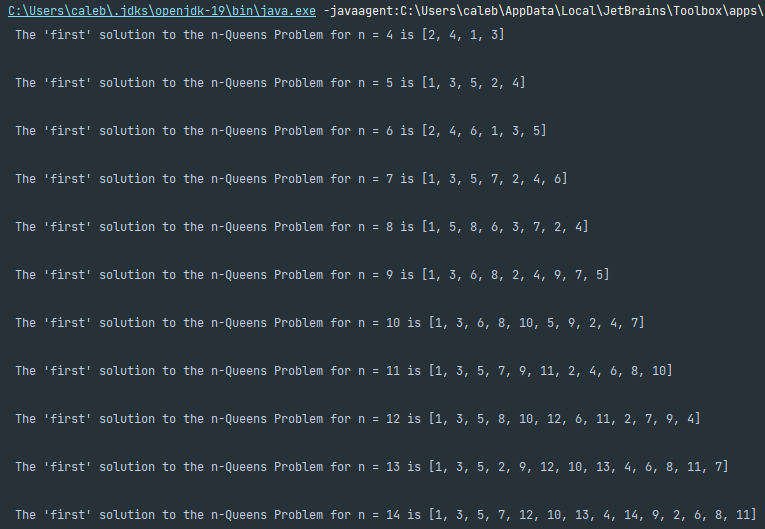 C:\Users\caleb\.jdks\openjdk-19\bin\java.exe -javaagent:C:\Users\caleb\AppData\Local\JetBrains\Toolbox\apps\
The 'first' solution to the n-Queens Problem for n = 4 is [2, 4, 1, 3]
The 'first' solution to the n-Queens Problem for n = 5 is [1, 3, 5, 2, 4]
The 'first' solution to the n-Queens Problem for n = 6 is [2, 4, 6, 1, 3, 5]
The 'first' solution to the n-Queens Problem for n = 7 is [1, 3, 5, 7, 2, 4, 6]
The 'first' solution to the n-Queens Problem for n = 8 is [1, 5, 8, 6, 3, 7, 2, 4]
The 'first' solution to the n-Queens Problem for n = 9 is [1, 3, 6, 8, 2, 4, 9, 7, 5]
The 'first' solution to the n-Queens Problem for n = 10 is [1, 3, 6, 8, 10, 5, 9, 2, 4, 7]
The 'first' solution to the n-Queens Problem for n = 11 is [1, 3, 5, 7, 9, 11, 2, 4, 6, 8, 10]
The 'first' solution to the n-Queens Problem for n = 12 is [1, 3, 5, 8, 10, 12, 6, 11, 2, 7, 9, 4]
The 'first' solution to the n-Queens Problem for n = 13 is [1, 3, 5, 2, 9, 12, 10, 13, 4, 6, 8, 11, 7]
The 'first' solution to the n-Queens Problem for n = 14 is [1, 3, 5, 7, 12, 10, 13, 4, 14, 9, 2, 6, 8, 11]